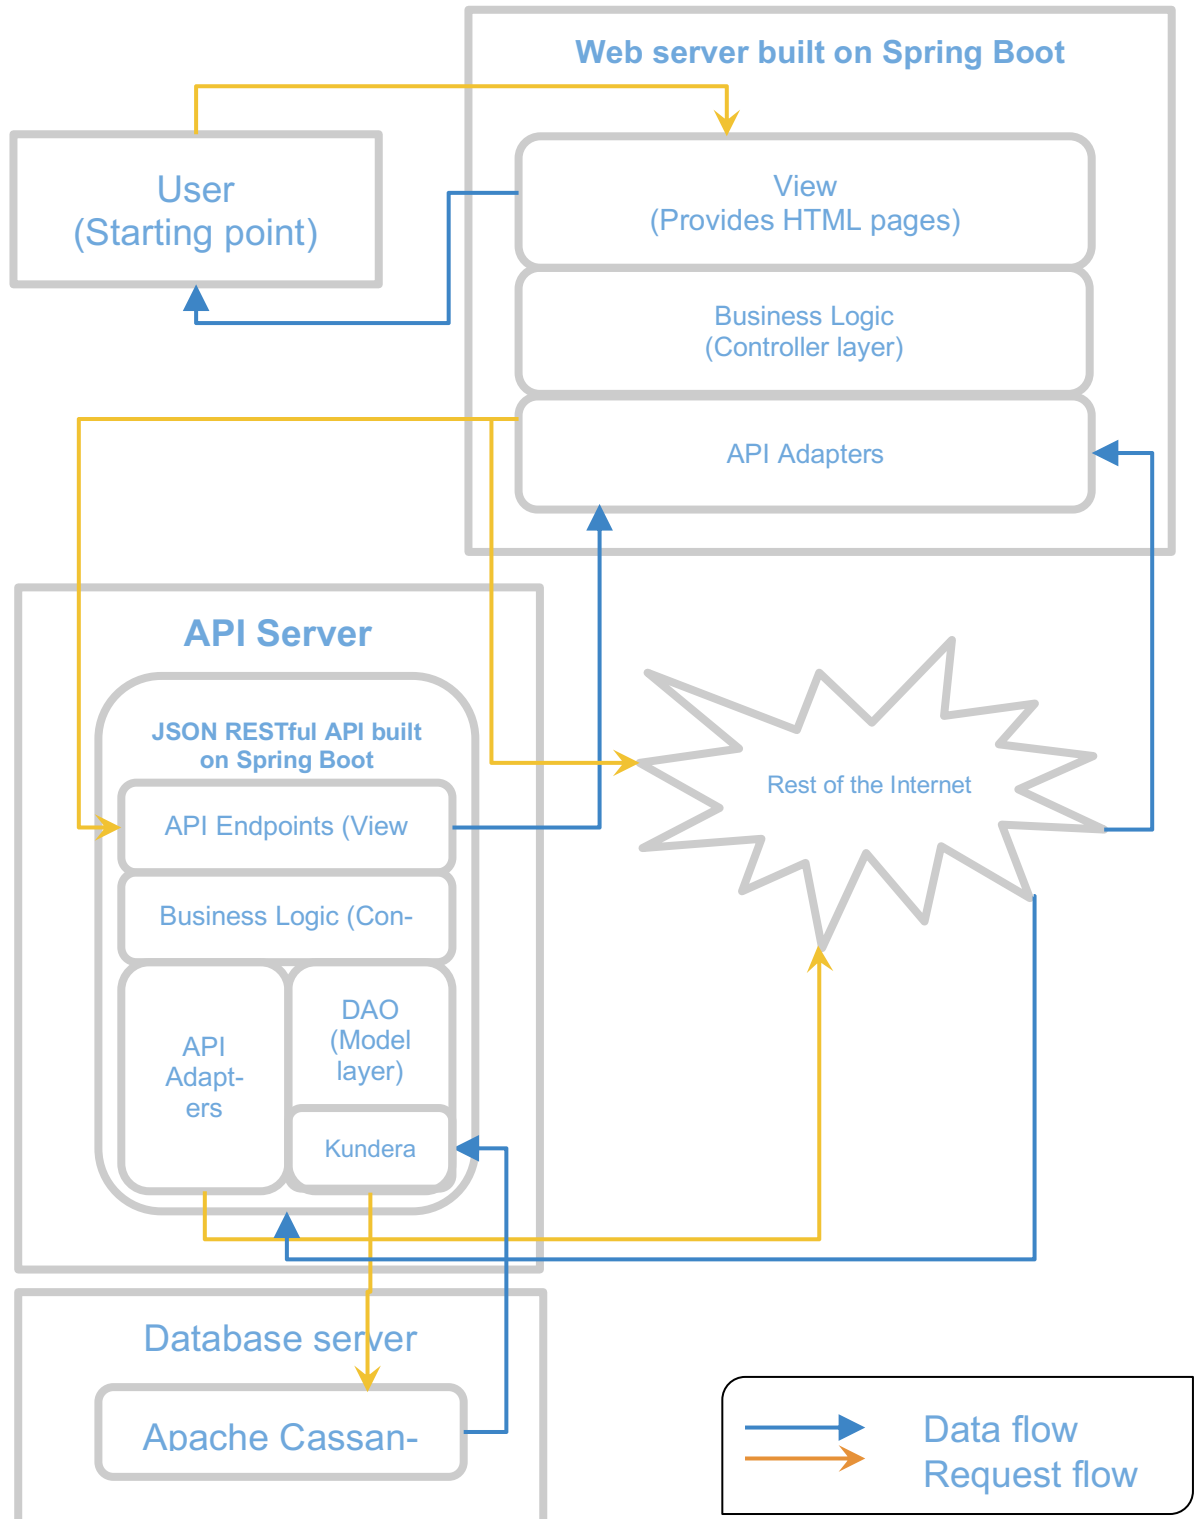 Web server built on Spring Boot
User
(Starting point)
View
(Provides HTML pages)
Business Logic
(Controller layer)
API Adapters
API Server
JSON RESTful API built
on Spring Boot
API Endpoints (View
Business Logic (Con-
API
Adapt-
ers
DAO
(Model
layer)
Kundera
Rest of the Internet
Database server
Apache Cassan-
Data flow
Request flow